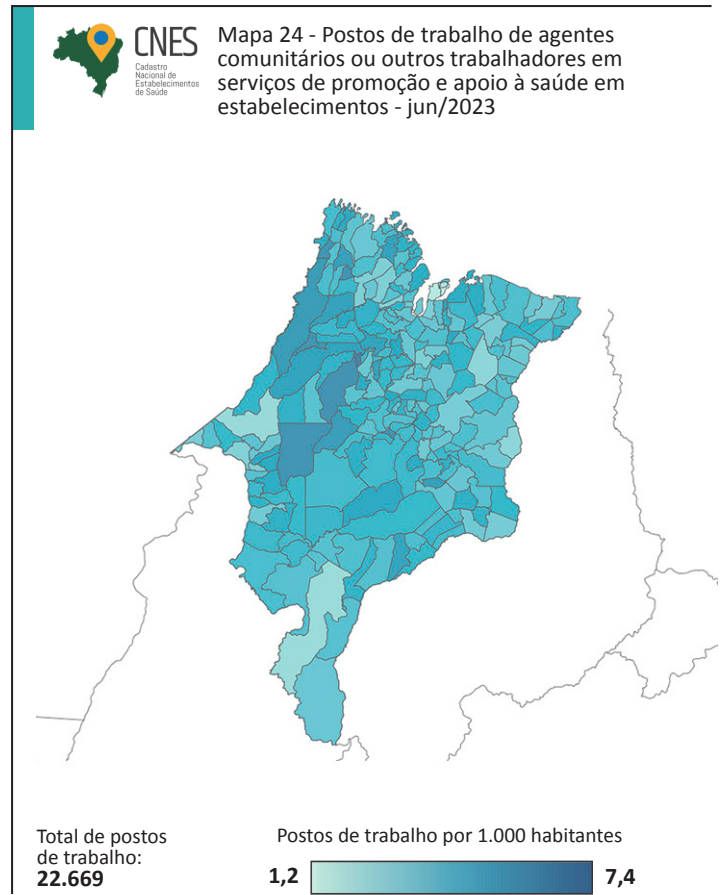 CNES
Cadastro
Nacional de
Estabelecimentos
de Saúde
Mapa 24 - Postos de trabalho de agentes
comunitários ou outros trabalhadores em
serviços de promoção e apoio à saúde em
estabelecimentos - jun/2023
Total de postos
de trabalho:
22.669
Postos de trabalho por 1.000 habitantes
1,2
7,4